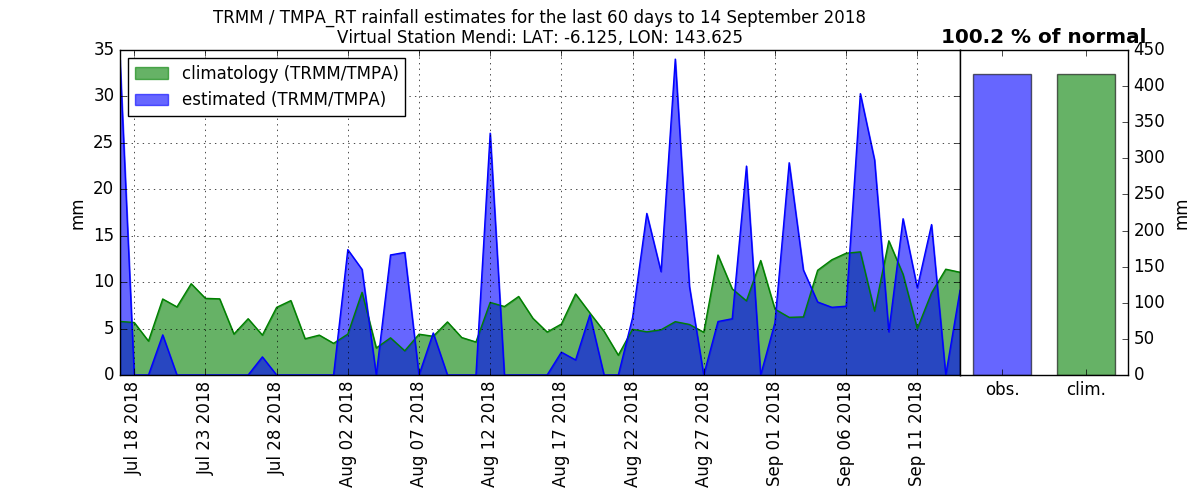 TRMM / TMPA_RT rainfall estimates for the last 60 days to 14 September 2018
Virtual Station Mendi: LAT: -6.125, LON: 143.625
100.2 % of normal
climatology (TRMM/TMPA)
estimated (TRMM/TMPA)
mm
35
30
25
20
15
10
5
0
Jul 18 2018
Jul 23 2018
Jul 28 2018
Aug 02 2018
Aug 07 2018
Aug 12 2018
Aug 17 2018
Aug 22 2018
Aug 27 2018
Sep 01 2018
Sep 06 2018
Sep 11 2018
obs.
clim.
450
400
350
300
250
200
150
100
50
0
mm